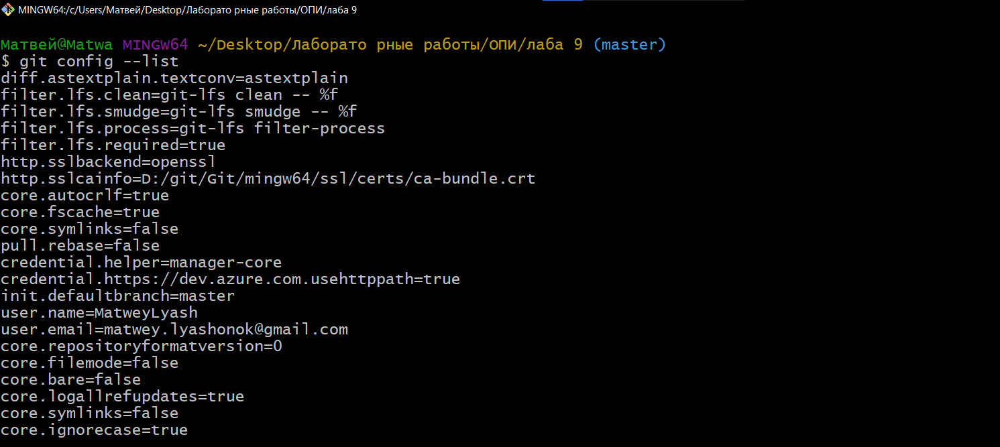 MINGW64:/c/Users/Матвей/Desktop/Лаборато рные работы/ОПИ/лаба 9
Матвей@Matwa MINGW64 ~/Desktop/Лаборато рные работы/ОПИ/лаба 9 (master)
$ git config --list
diff.astextplain.textconv=astextplain
filter.lfs.clean=git-lfs clean -- %f
filter.lfs.smudge=git-lfs smudge -- %f
filter.lfs.process=git-lfs filter-process
filter.lfs.required=true
http.sslbackend=openssl
http.sslcainfo=D:/git/Git/mingw64/ssl/certs/ca-bundle.crt
core.autocrlf=true
core.fscache=true
core.symlinks=false
pull.rebase=false
credential.helper=manager-core
credential.https://dev.azure.com.usehttppath=true
init.defaultbranch=master
user.name=MatweyLyash
user.email=matwey.lyashonok@gmail.com
core.repositoryformatversion=0
core.filemode=false
core.bare=false
core.logallrefupdates=true
core.symlinks=false
core.ignorecase=true